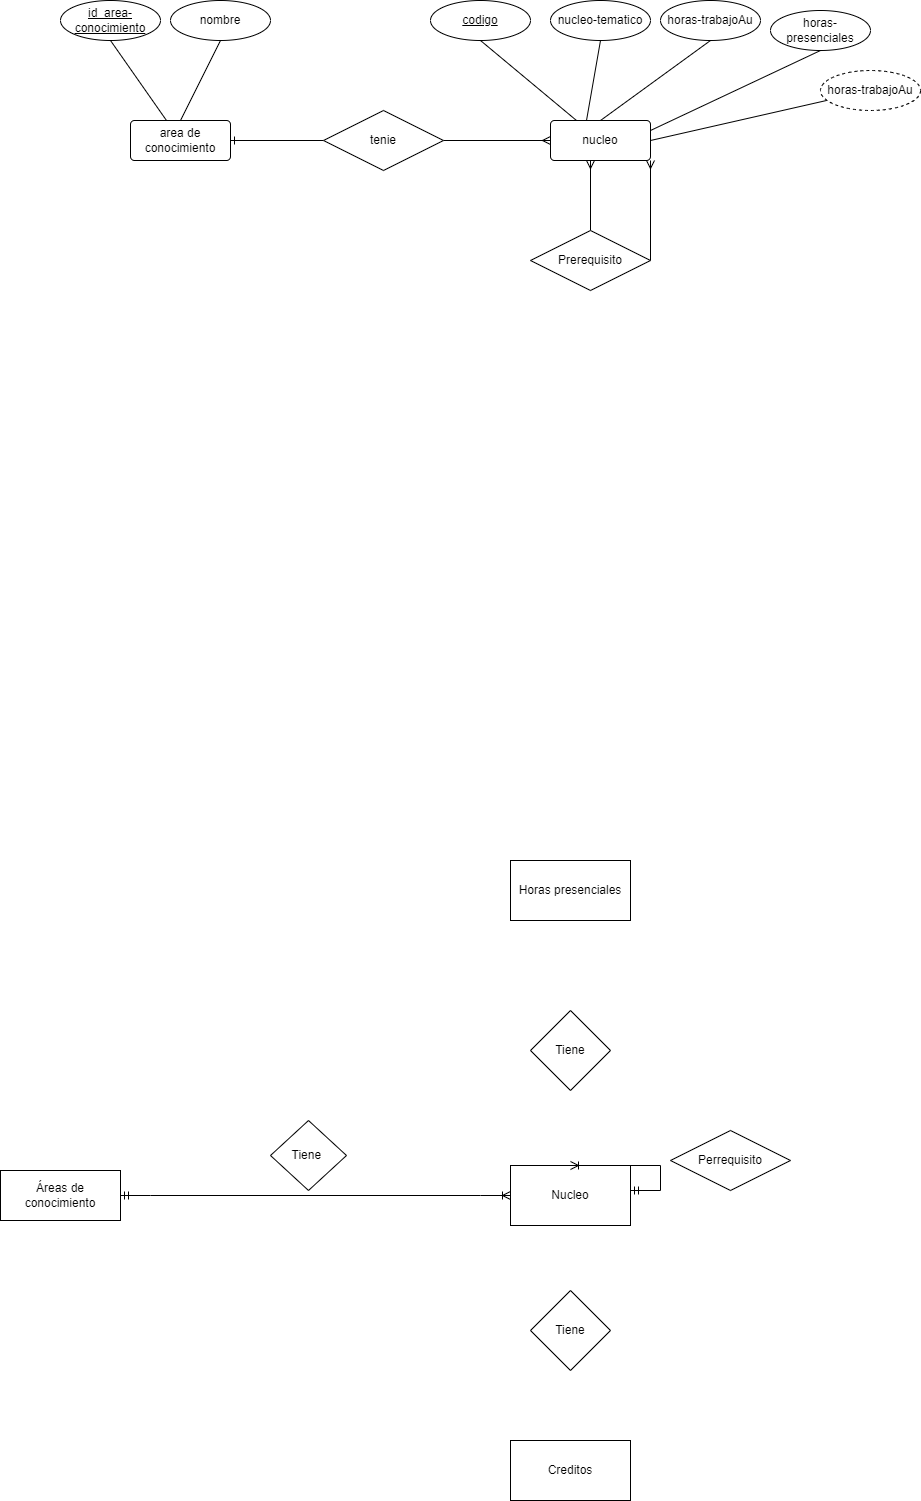 id_area-
conocimiento
nombre
codigo
nucleo-tematico
horas-trabajoAu
horas-
presenciales
horas-trabajoAu
area de
conocimiento
tenie
nucleo
Prerequisito
Horas presenciales
Tiene
Tiene
Perrequisito
Áreas de
conocimiento
Nucleo
Tiene
Creditos